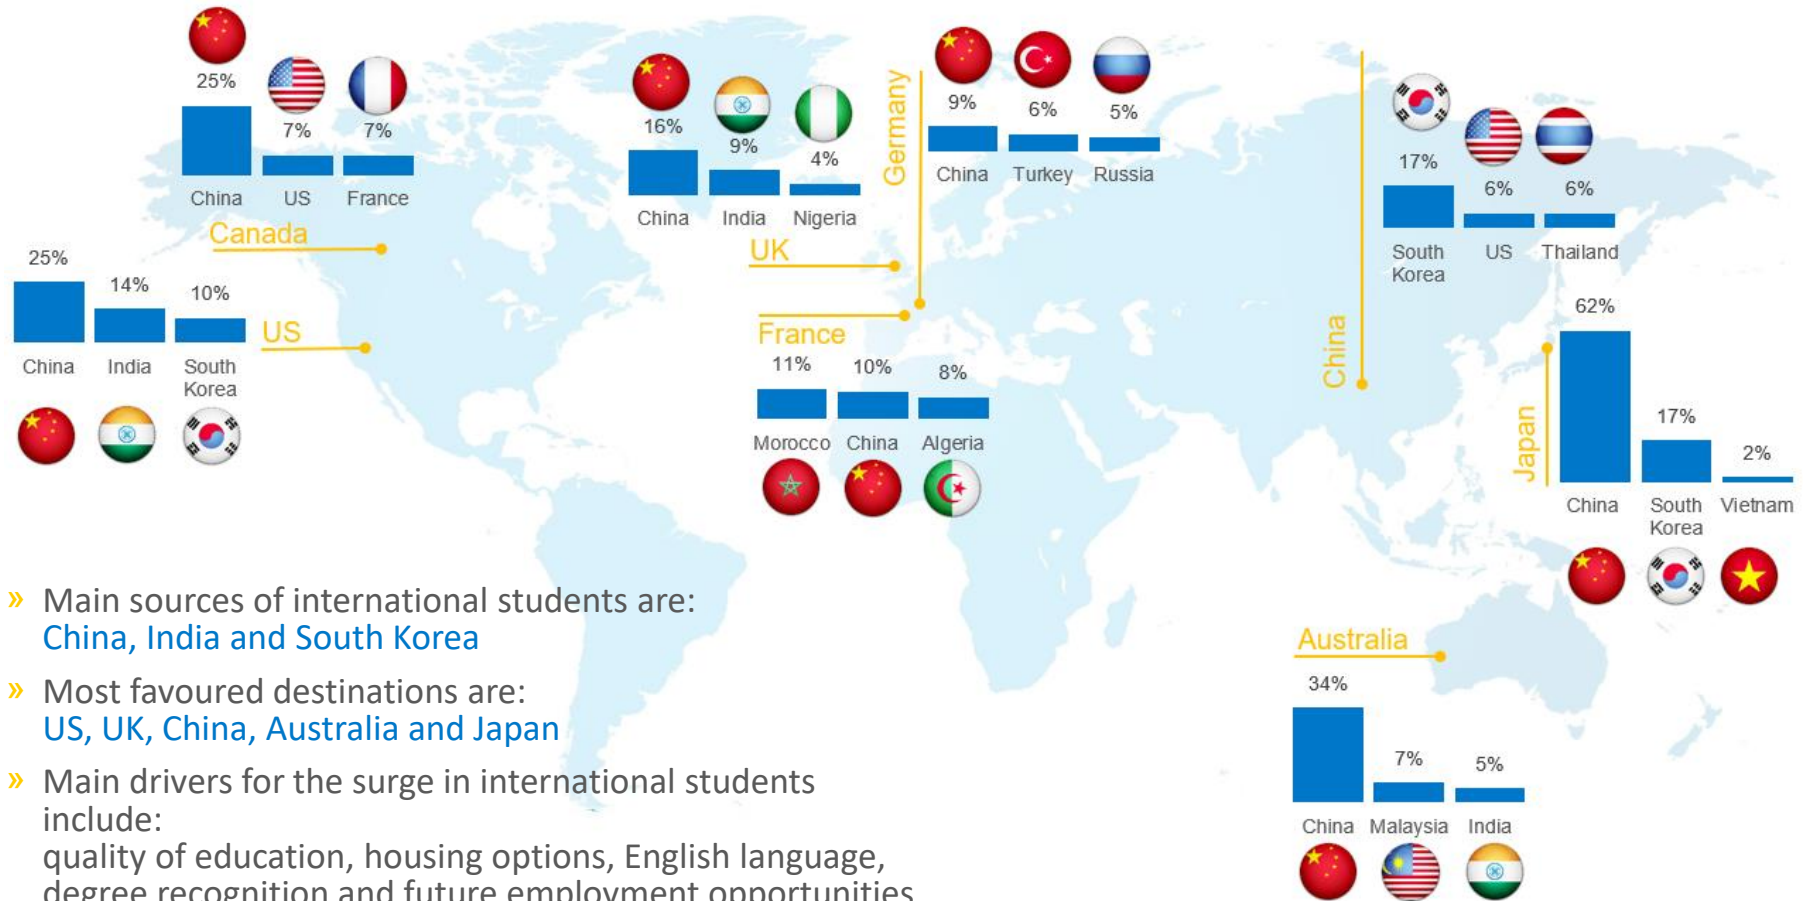 25%
7%
7%
China
US
France
Canada
25%
14%
10%
China
India
South
Korea
US
16%
9%
4%
China
India
Nigeria
UK
Germany
9%
6%
5%
China
Turkey
Russia
France
11%
10%
8%
Morocco
China
Algeria
China
17%
6%
6%
South
Korea
US
Thailand
Japan
62%
17%
2%
China
South
Korea
Vietnam
Australia
34%
7%
5%
China
Malaysia
India
» Main sources of international students are:
China, India and South Korea
» Most favoured destinations are:
US, UK, China, Australia and Japan
» Main drivers for the surge in international students
include:
quality of education, housing options, English language,
degree recognition and future employment opportunities